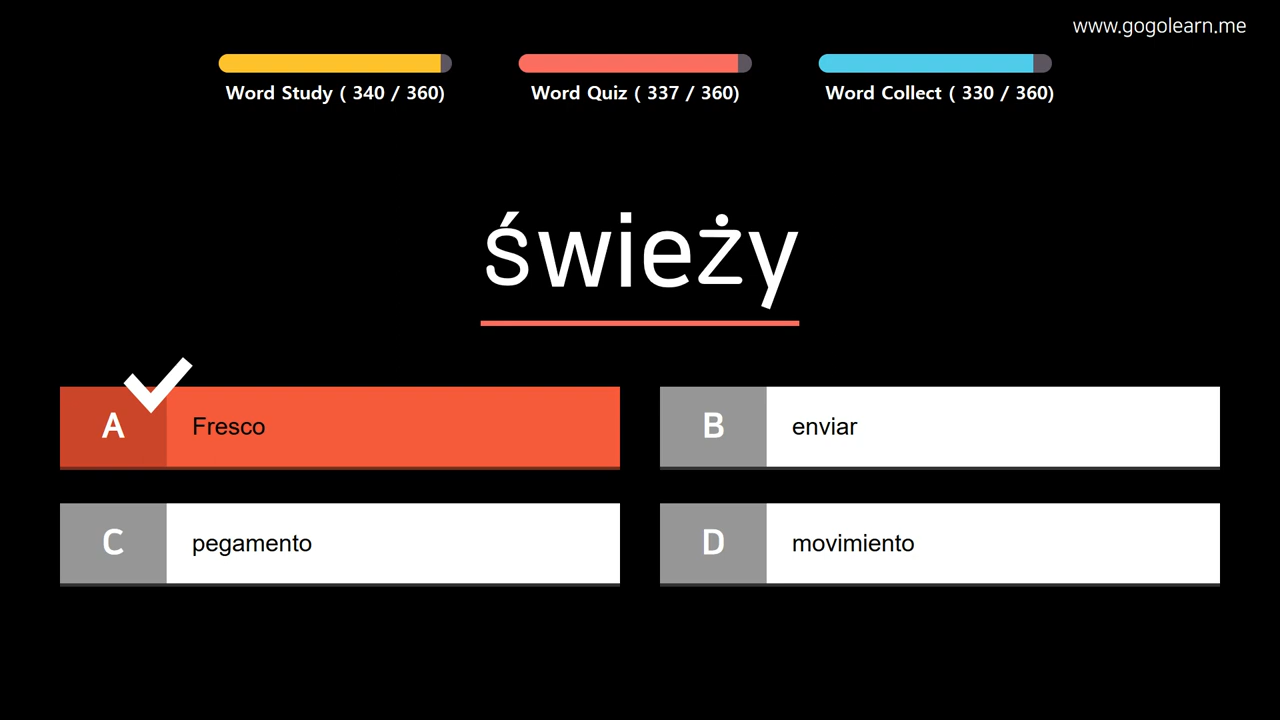 www.gogolearn.me
Word Study ( 340 / 360)
Word Quiz ( 337 / 360)
Word Collect ( 330 / 360)
świeży
A Fresco
B enviar
C pegamento
D movimiento